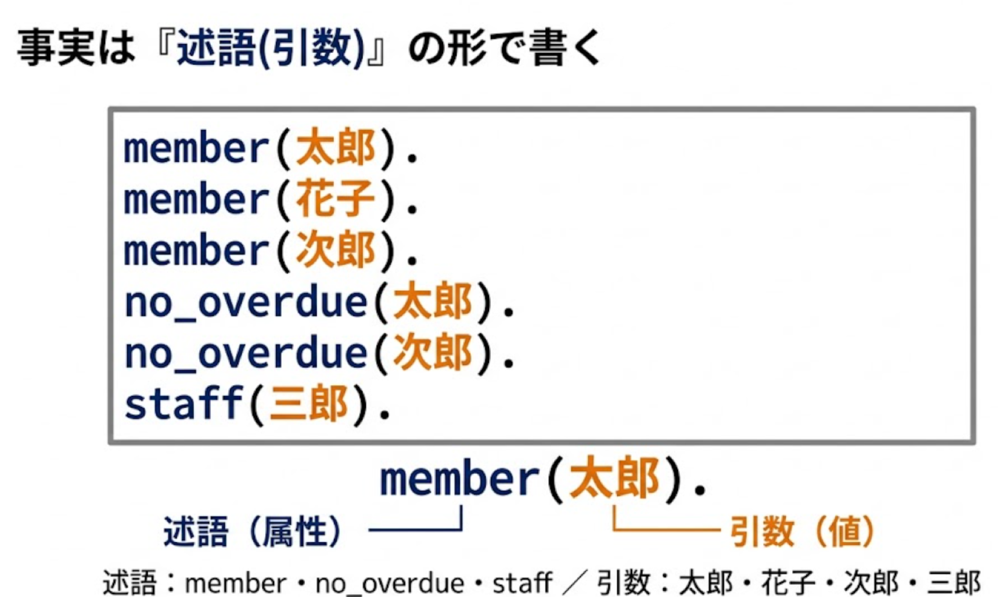 事実は『述語(引数)』の形で書く
member(太郎).
member(花子).
member(次郎).
no_overdue(太郎).
no_overdue(次郎).
staff(三郎).
member(太郎).
述語（属性） 引数（値）
述語：member・no_overdue・staff ／ 引数：太郎・花子・次郎・三郎